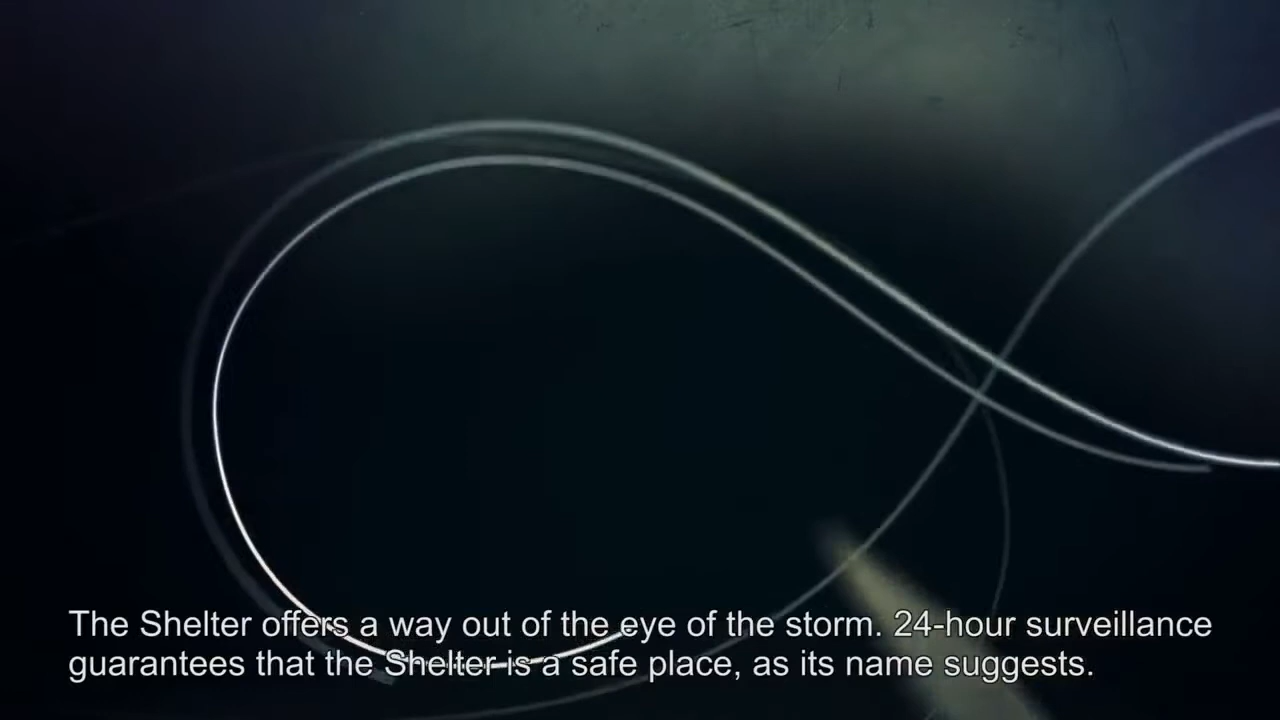 The Shelter offers a way out of the eye of the storm. 24-hour surveillance
guarantees that the Shelter is a safe place, as its name suggests.